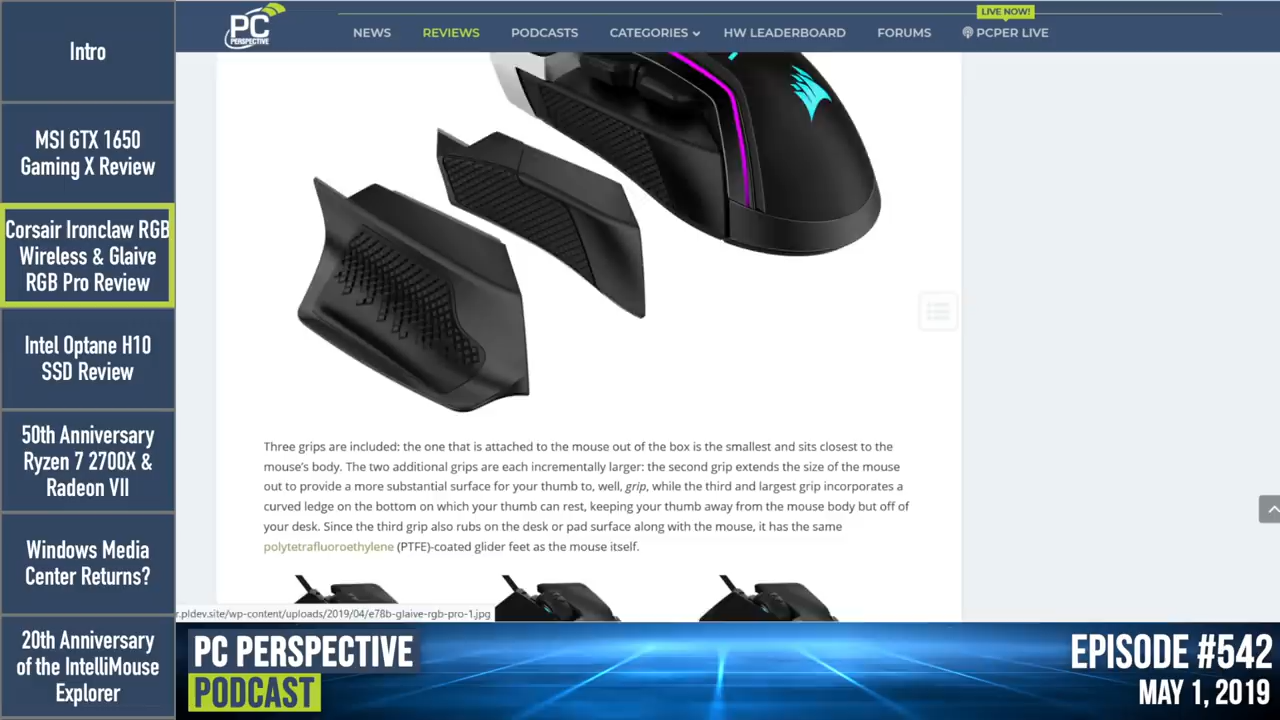 Intro
MSI GTX 1650
Gaming X Review
Corsair Ironclaw RGB
Wireless & Glaive
RGB Pro Review
Intel Optane H10
SSD Review
50th Anniversary
Ryzen 7 2700X &
Radeon VII
Windows Media
Center Returns?
20th Anniversary
of the IntelliMouse
Explorer
PC
PERSPECTIVE
NEWS
REVIEWS
PODCASTS
CATEGORIES
HW LEADERBOARD
FORUMS
LIVE NOW!
PCPER LIVE
Three grips are included: the one that is attached to the mouse out of the box is the smallest and sits closest to the
mouse's body. The two additional grips are each incrementally larger: the second grip extends the size of the mouse
out to provide a more substantial surface for your thumb to, well, grip, while the third and largest grip incorporates a
curved ledge on the bottom on which your thumb can rest, keeping your thumb away from the mouse body but off of
your desk. Since the third grip also rubs on the desk or pad surface along with the mouse, it has the same
polytetrafluoroethylene (PTFE)-coated glider feet as the mouse itself.
r.pldev.site/wp-content/uploads/2019/04/e78b-glaive-rgb-pro-1.jpg
PC PERSPECTIVE
PODCAST
EPISODE #542
MAY 1, 2019